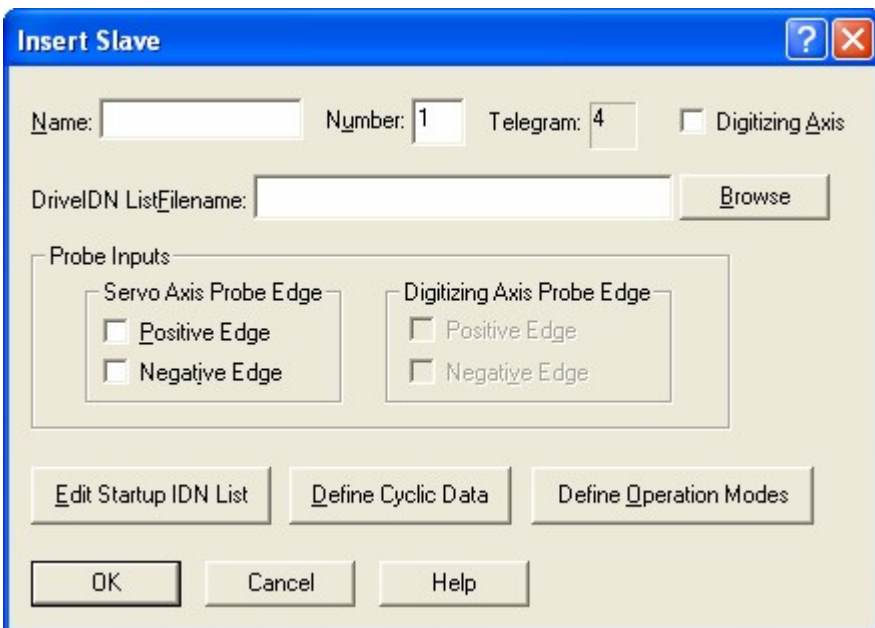 Insert Slave
Name: Number: 1 Telegram: 4 Digitizing Axis
DriveIDN ListFilename: Browse
Probe Inputs
Servo Axis Probe Edge Digitizing Axis Probe Edge
Positive Edge Positive Edge
Negative Edge Negative Edge
Edit Startup IDN List Define Cyclic Data Define Operation Modes
OK Cancel Help